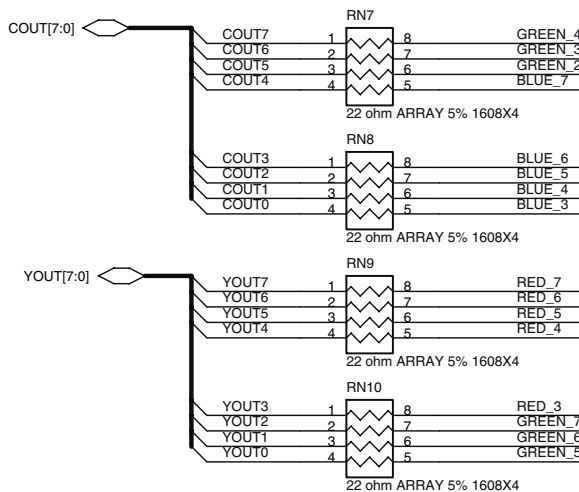 RN7
COUT[7:0]
COUT7 1 8 GREEN_4
COUT6 2 7 GREEN_3
COUT5 3 6 GREEN_2
COUT4 4 5 BLUE_7
22 ohm ARRAY 5% 1608X4
RN8
COUT3 1 8 BLUE_6
COUT2 2 7 BLUE_5
COUT1 3 6 BLUE_4
COUT0 4 5 BLUE_3
22 ohm ARRAY 5% 1608X4
RN9
YOUT[7:0]
YOUT7 1 8 RED_7
YOUT6 2 7 RED_6
YOUT5 3 6 RED_5
YOUT4 4 5 RED_4
22 ohm ARRAY 5% 1608X4
RN10
YOUT3 1 8 RED_3
YOUT2 2 7 GREEN_7
YOUT1 3 6 GREEN_6
YOUT0 4 5 GREEN_5
22 ohm ARRAY 5% 1608X4